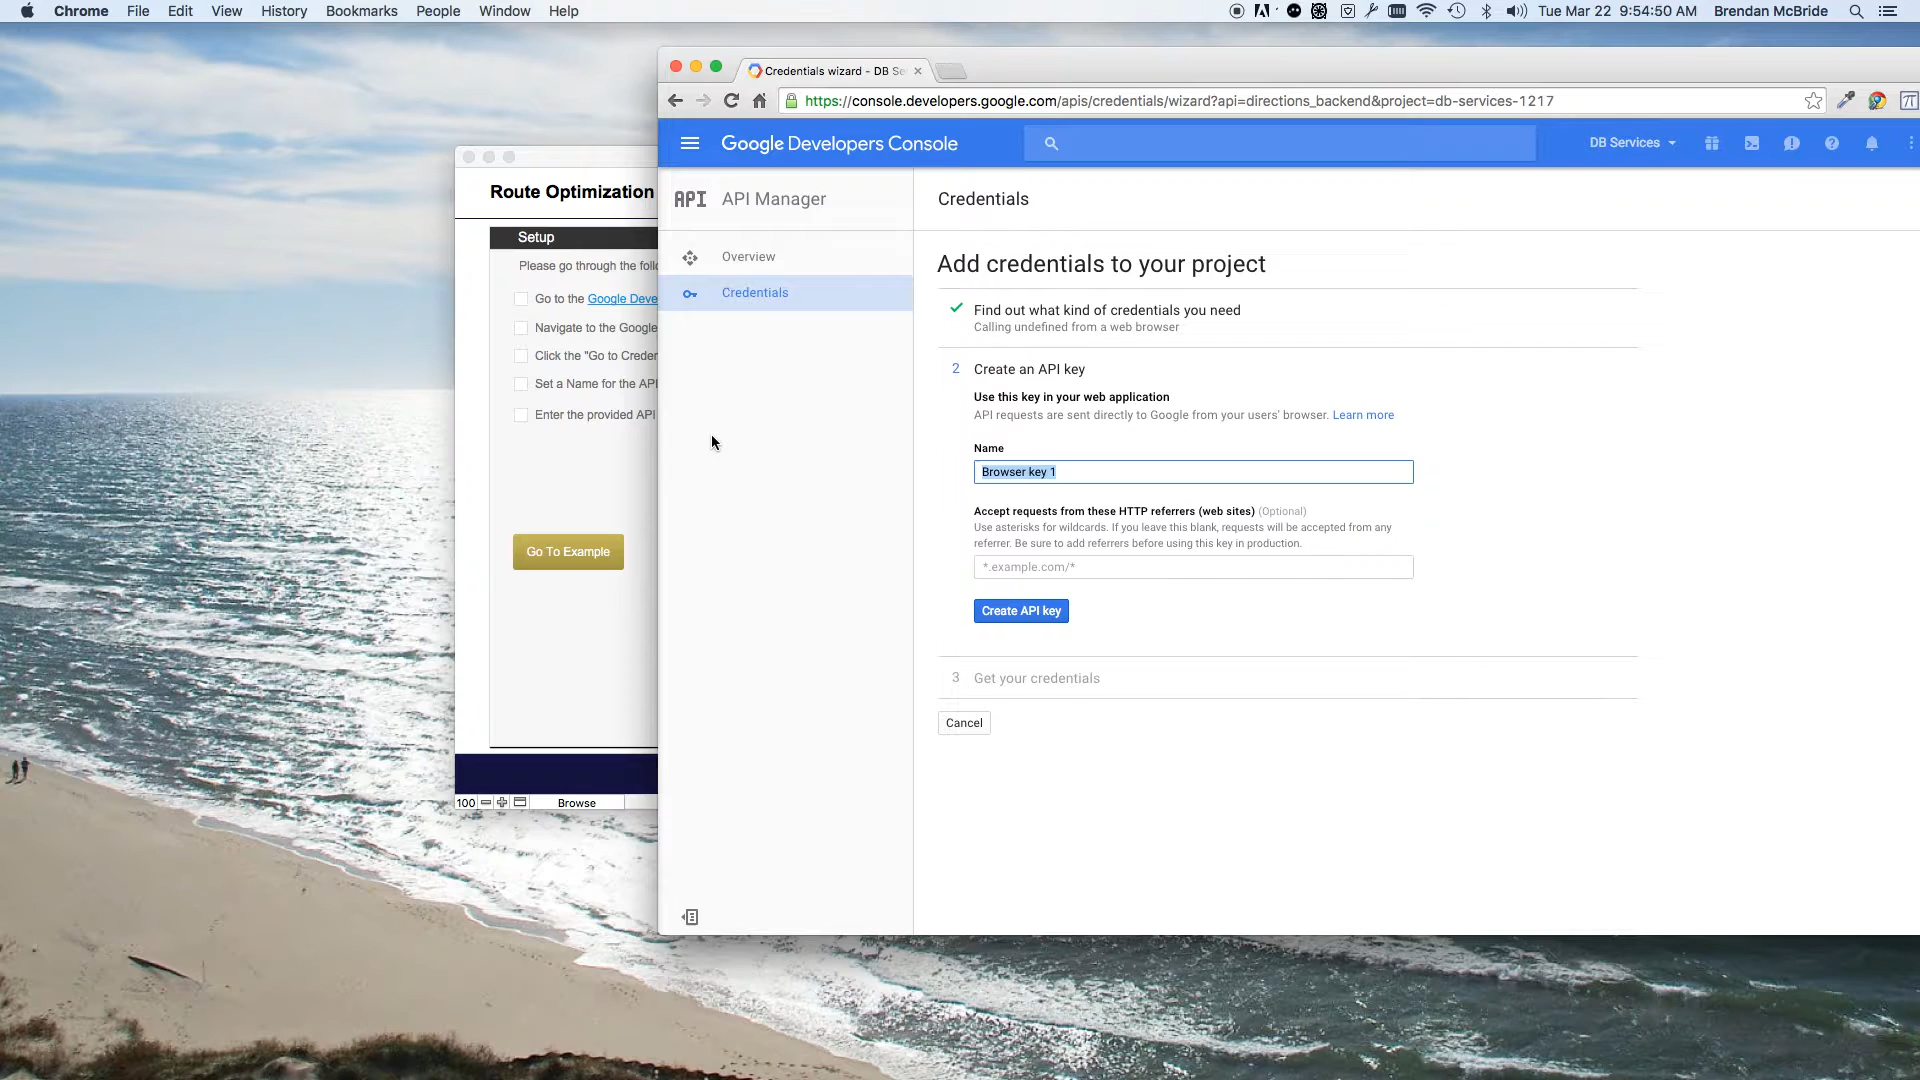 Chrome File Edit View History Bookmarks People Window Help
Tue Mar 22 9:54:50 AM Brendan McBride
Credentials wizard - DB Se
https://console.developers.google.com/apis/credentials/wizard?api=directions_backend&project=db-services-1217
Google Developers Console
DB Services
API API Manager
Overview
Credentials
Credentials
Add credentials to your project
Find out what kind of credentials you need
Calling undefined from a web browser
2 Create an API key
Use this key in your web application
API requests are sent directly to Google from your users' browser. Learn more
Name
Browser key 1
Accept requests from these HTTP referrers (web sites) (Optional)
Use asterisks for wildcards. If you leave this blank, requests will be accepted from any
referrer. Be sure to add referrers before using this key in production.
*.example.com/*
Create API key
3 Get your credentials
Cancel
Route Optimization
Setup
Please go through the follo
Go to the Google Deve
Navigate to the Google
Click the "Go to Creder
Set a Name for the API
Enter the provided API
Go To Example
100
Browse